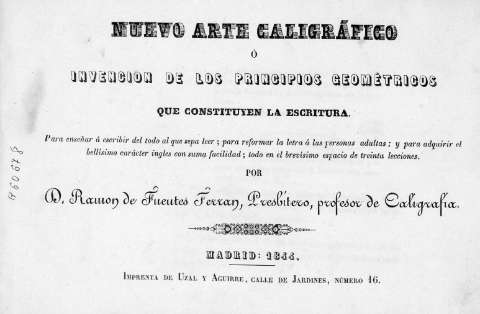 NUEVO ARTE CALIGRÁFICO
Ó
INVENCION DE LOS PRINCIPIOS GEOMÉTRICOS
QUE CONSTITUYEN LA ESCRITURA.
Para enseñar á escribir del todo al que sepa leer; para reformar la letra á las personas adultas; y para adquirir el
bellísimo carácter ingles con suma facilidad; todo en el brevísimo espacio de treinta lecciones.
POR
D. Ramon de Fuentes Ferran, Presbítero, profesor de Caligrafía.
MADRID: 1844.
IMPRENTA DE UZAL Y AGUIRRE, CALLE DE JARDINES, NÚMERO 16.